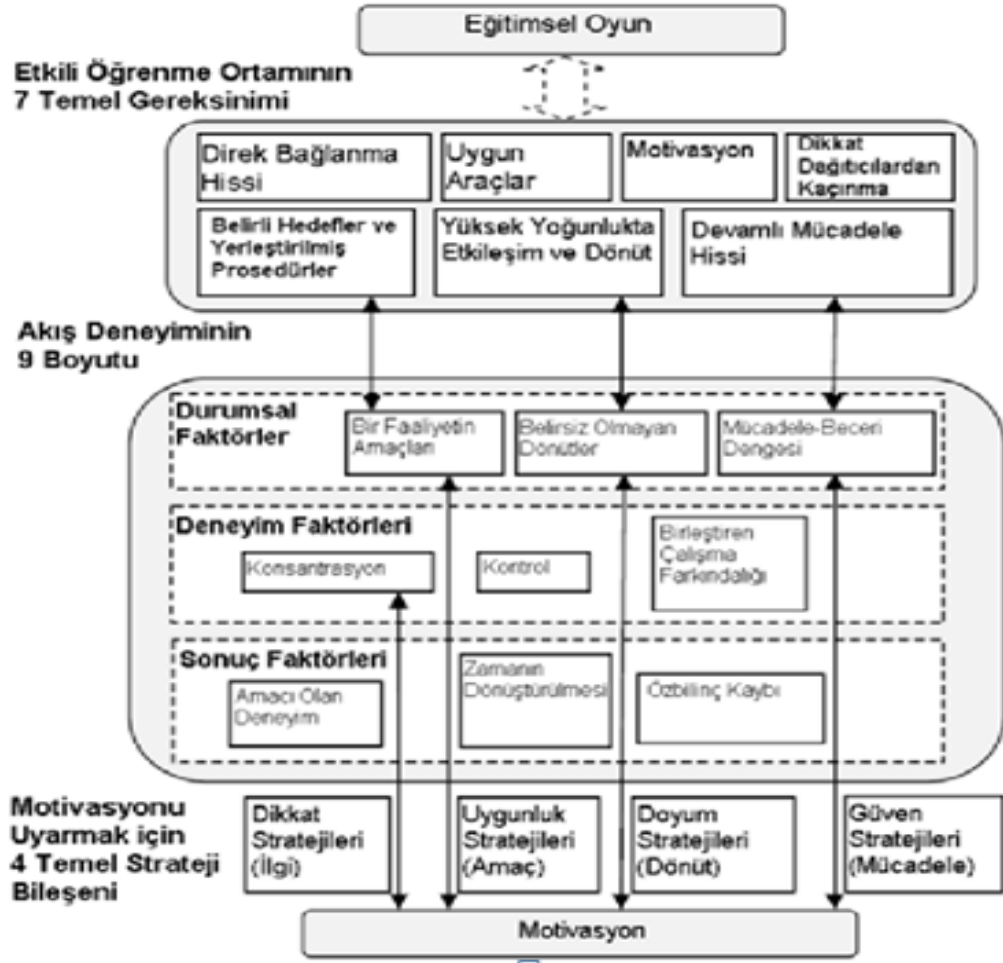 Eğitimsel Oyun
Etkili Öğrenme Ortamının
7 Temel Gereksinimi
Direk Bağlanma
Hissi
Uygun
Araçlar
Motivasyon
Dikkat
Dağıtıcılardan
Kaçınma
Belirli Hedefler ve
Yerleştirilmiş
Prosedürler
Yüksek Yoğunlukta
Etkileşim ve Dönüt
Devamlı Mücadele
Hissi
Akış Deneyiminin
9 Boyutu
Durumsal
Faktörler
Bir Faaliyetin
Amaçları
Belirsiz Olmayan
Dönütler
Mücadele-Beceri
Dengesi
Deneyim Faktörleri
Konsantrasyon
Kontrol
Birleştiren
Çalışma
Farkındalığı
Sonuç Faktörleri
Amacı Olan
Deneyim
Zamanın
Dönüştürülmesi
Özbilinç Kaybı
Motivasyonu
Uyarmak için
4 Temel Strateji
Bileşeni
Dikkat
Stratejileri
(İlgi)
Uygunluk
Stratejileri
(Amaç)
Doyum
Stratejileri
(Dönüt)
Güven
Stratejileri
(Mücadele)
Motivasyon